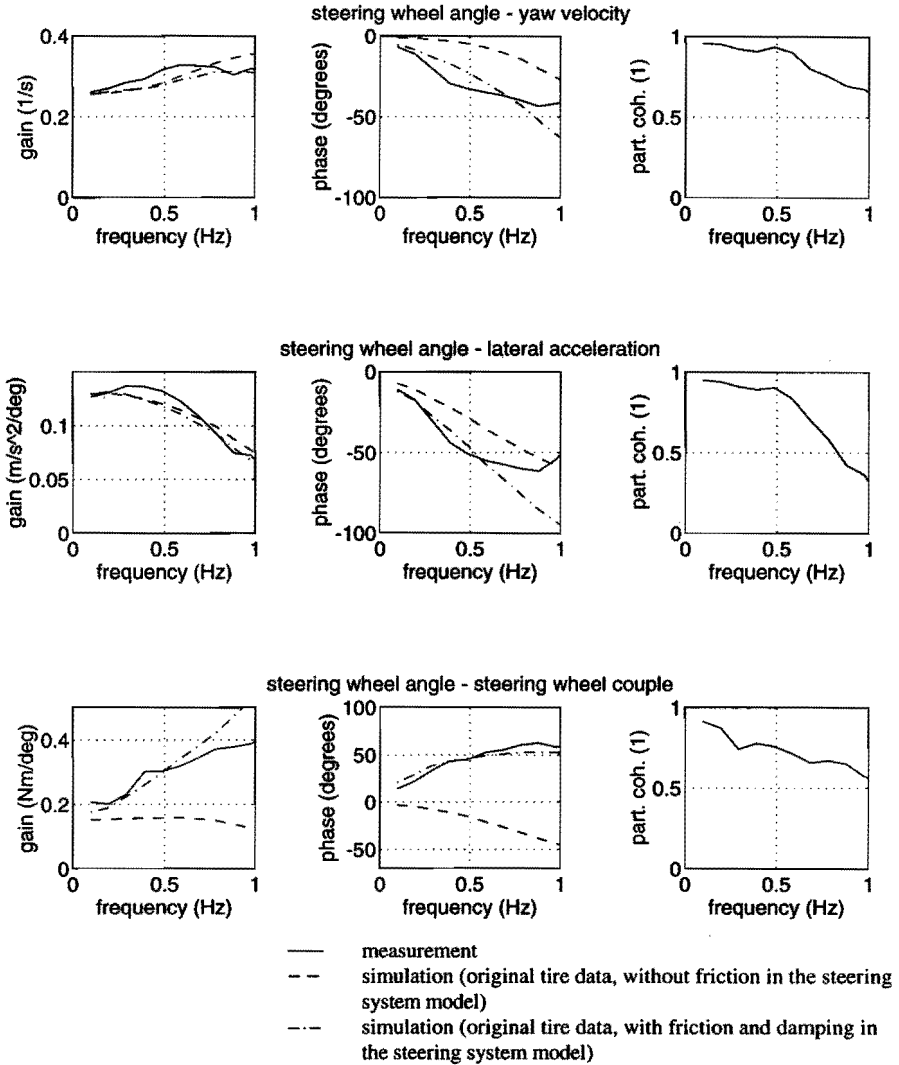 steering wheel angle - yaw velocity
0.4
0.2
0
gain (1/s)
0 0.5 1
frequency (Hz)
0
-50
-100
phase (degrees)
0 0.5 1
frequency (Hz)
1
0.5
0
part. coh. (1)
0 0.5 1
frequency (Hz)
steering wheel angle - lateral acceleration
0.1
0.05
0
gain (m/s^2/deg)
0 0.5 1
frequency (Hz)
0
-50
-100
phase (degrees)
0 0.5 1
frequency (Hz)
1
0.5
0
part. coh. (1)
0 0.5 1
frequency (Hz)
steering wheel angle - steering wheel couple
0.4
0.2
0
gain (Nm/deg)
0 0.5 1
frequency (Hz)
100
50
0
-50
phase (degrees)
0 0.5 1
frequency (Hz)
1
0.5
0
part. coh. (1)
0 0.5 1
frequency (Hz)
measurement
simulation (original tire data, without friction in the steering
system model)
simulation (original tire data, with friction and damping in
the steering system model)